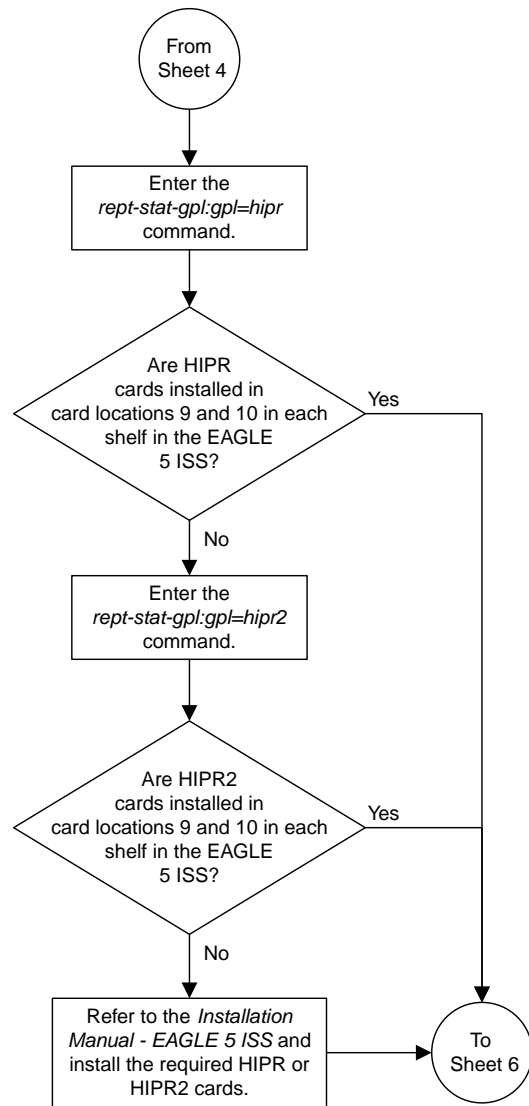 From
Sheet 4
Enter the
rept-stat-gpl:gpl=hipr
command.
Are HIPR
cards installed in
card locations 9 and 10 in each
shelf in the EAGLE
5 ISS?
Yes
No
Enter the
rept-stat-gpl:gpl=hipr2
command.
Are HIPR2
cards installed in
card locations 9 and 10 in each
shelf in the EAGLE
5 ISS?
Yes
No
Refer to the Installation
Manual - EAGLE 5 ISS and
install the required HIPR or
HIPR2 cards.
To
Sheet 6